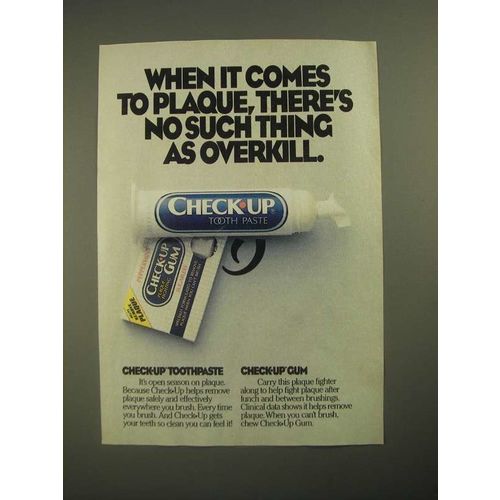 WHEN IT COMES
TO PLAQUE, THERE'S
NO SUCH THING
AS OVERKILL.
CHECK•UP
TOOTH PASTE
CHECK•UP
GUM
PLAQUE
CHECK-UP TOOTHPASTE
It's open season on plaque.
Because Check•Up helps remove
plaque safely and effectively
everywhere you brush. Every time
you brush. And Check•Up gets
your teeth so clean you can feel it!
CHECK-UP GUM
Carry this plaque fighter
along to help fight plaque after
lunch and between brushings.
Clinical data shows it helps remove
plaque. When you can't brush,
chew Check•Up Gum.